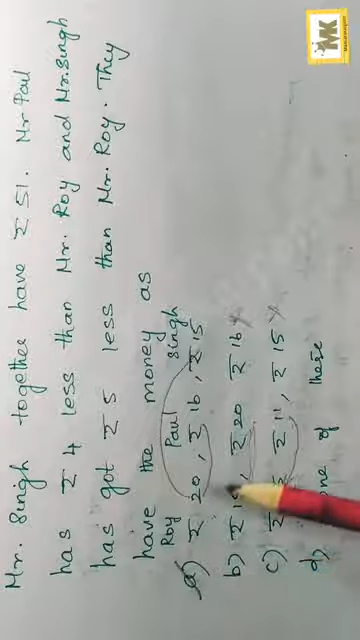 Mr. Singh together have ₹ 51. Mr Paul
has ₹ 4 less than Mr. Roy and Mr. Singh
has got ₹ 5 less than Mr. Roy. They
have the money as
Roy Paul Singh
a) ₹ 20, ₹ 16, ₹ 15
b) ₹ , ₹ 20 ₹ 16
c) ₹ ₹ 11, ₹ 15
d) of these
MK